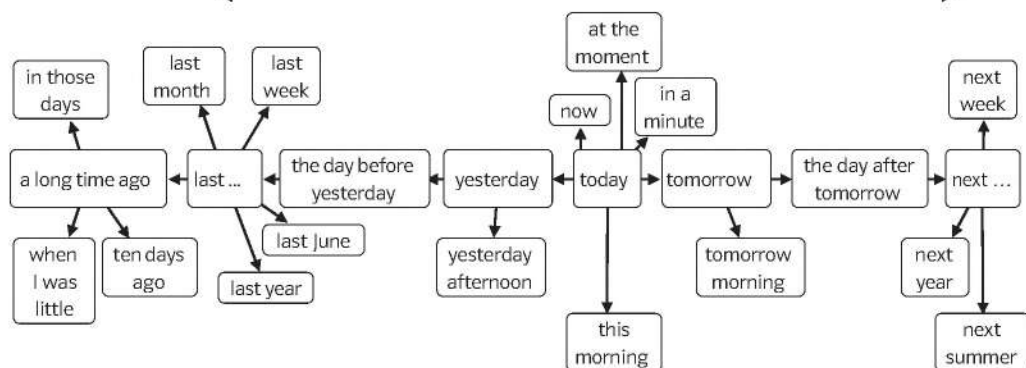 at the
moment
in those
days
last
month
last
week
now
in a
minute
next
week
a long time ago
last ...
the day before
yesterday
yesterday
today
tomorrow
the day after
tomorrow
next ...
when
I was
little
ten days
ago
last June
last year
yesterday
afternoon
tomorrow
morning
next
year
this
morning
next
summer